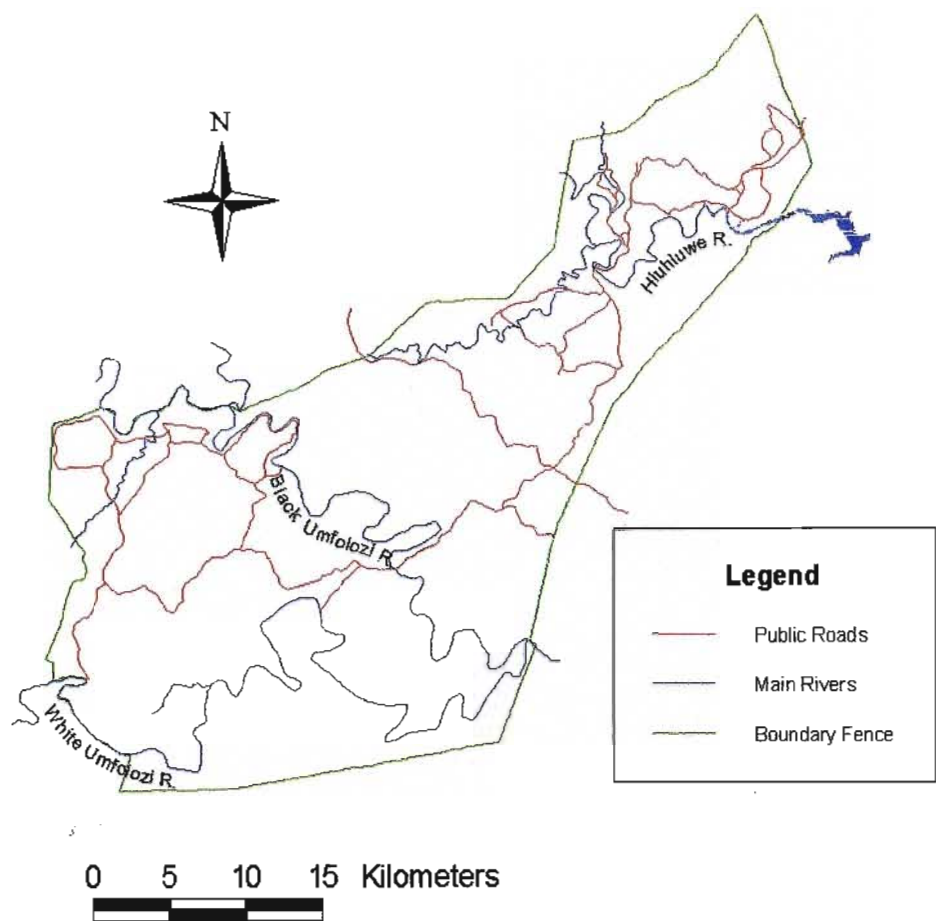 N
Hluhluwe R.
Black Umfolozi R.
White Umfolozi R.
Legend
Public Roads
Main Rivers
Boundary Fence
0 5 10 15 Kilometers